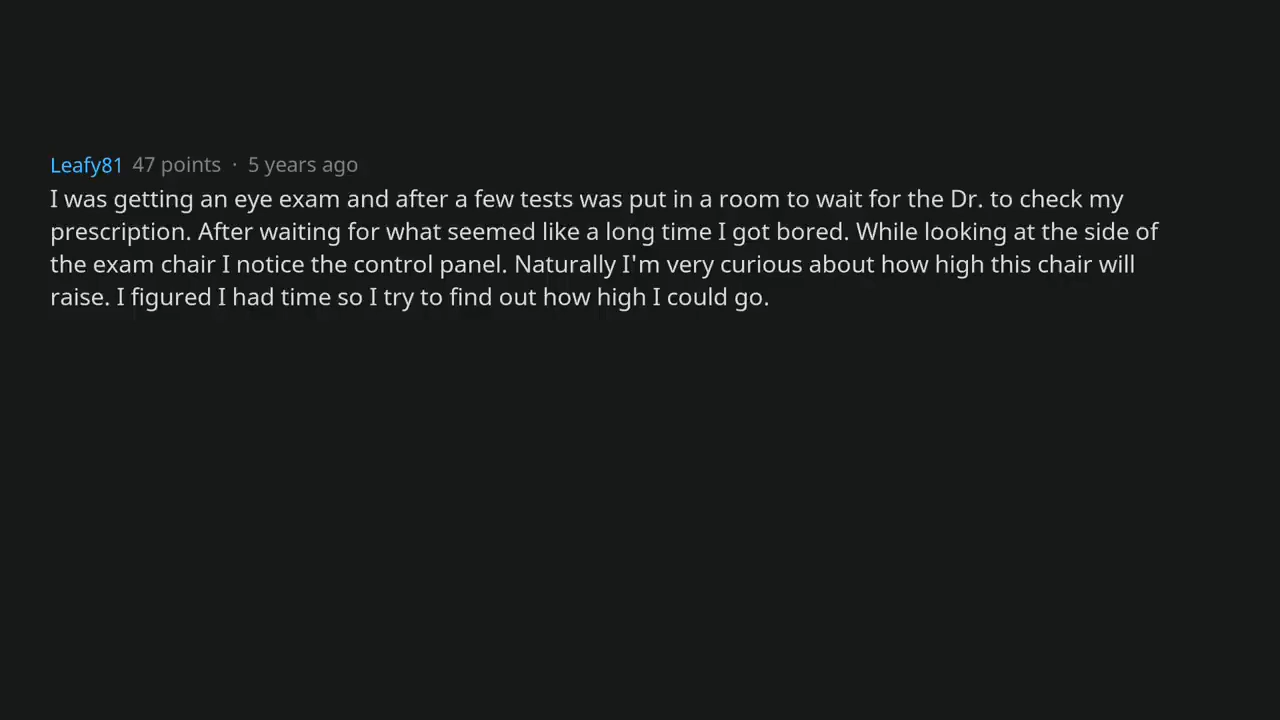 Leafy81 47 points · 5 years ago
I was getting an eye exam and after a few tests was put in a room to wait for the Dr. to check my
prescription. After waiting for what seemed like a long time I got bored. While looking at the side of
the exam chair I notice the control panel. Naturally I'm very curious about how high this chair will
raise. I figured I had time so I try to find out how high I could go.